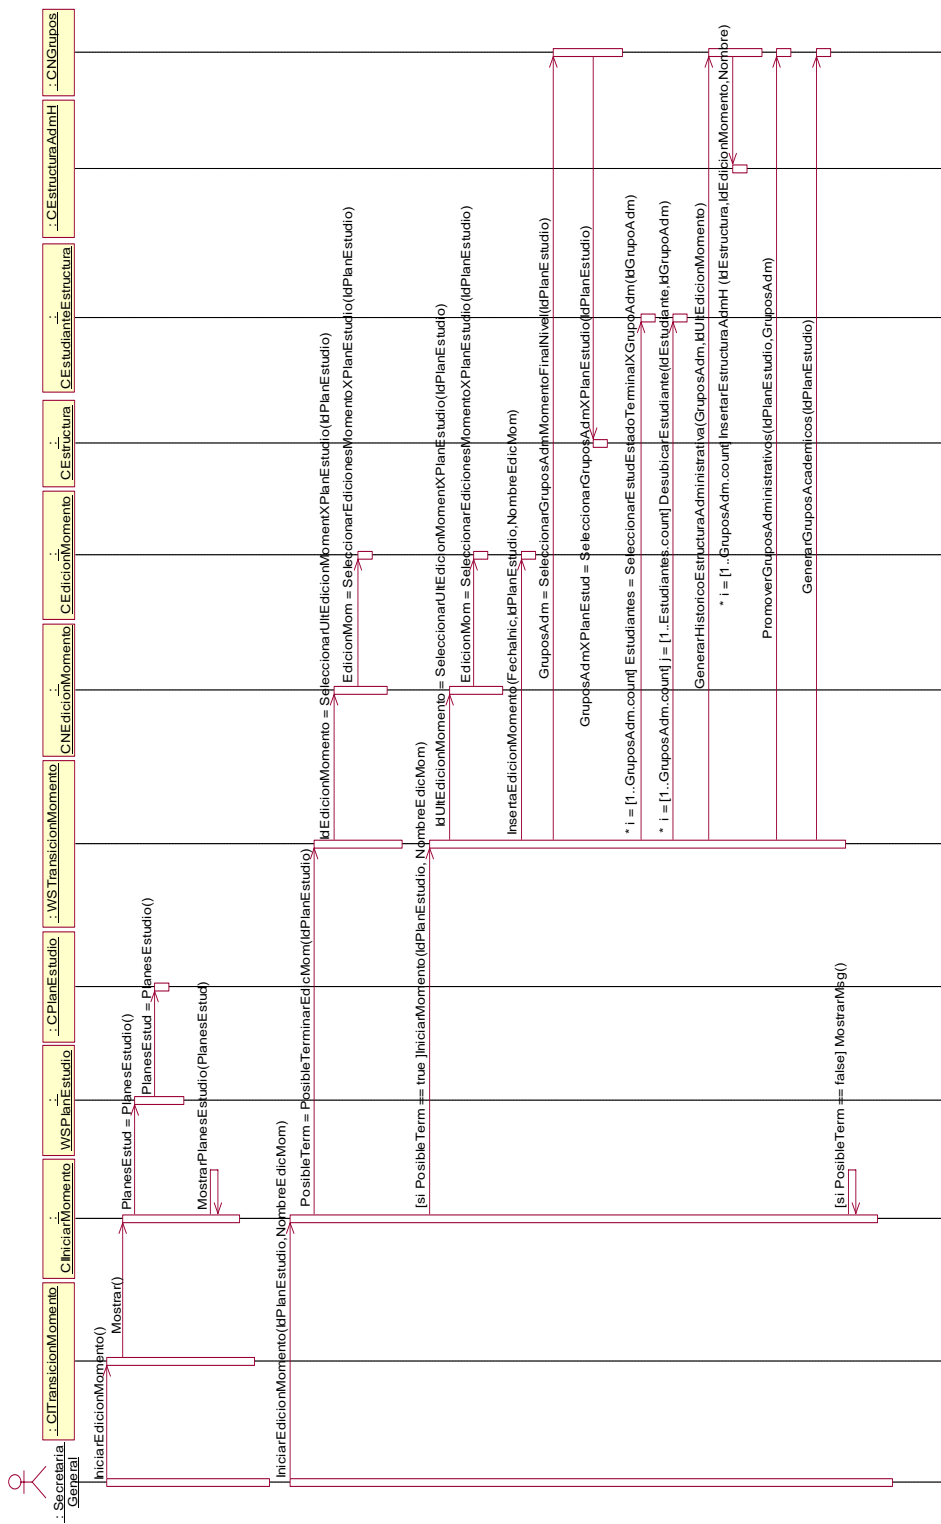 : Secretaria
General
: CITransicionMomento
:
CIIniciarMomento
:
WSPlanEstudio
: CPlanEstudio
: WSTransicionMomento
:
CNEdicionMomento
:
CEdicionMomento
:
CEstructura
:
CEstudianteEstructura
: CEstructuraAdmH
: CNGrupos
IniciarEdicionMomento()
Mostrar()
PlanesEstud = PlanesEstudio()
PlanesEstud = PlanesEstudio()
MostrarPlanesEstudio(PlanesEstud)
IniciarEdicionMomento(IdPlanEstudio,NombreEdicMom)
PosibleTerm = PosibleTerminarEdicMom(IdPlanEstudio)
IdEdicionMomento = SeleccionarUltEdicionMomentXPlanEstudio(IdPlanEstudio)
EdicionMom = SeleccionarEdicionesMomentoXPlanEstudio(IdPlanEstudio)
[si PosibleTerm == true ]IniciarMomento(IdPlanEstudio, NombreEdicMom)
IdUltEdicionMomento = SeleccionarUltEdicionMomentXPlanEstudio(IdPlanEstudio)
EdicionMom = SeleccionarEdicionesMomentoXPlanEstudio(IdPlanEstudio)
InsertaEdicionMomento(FechaInic,IdPlanEstudio,NombreEdicMom)
GruposAdm = SeleccionarGruposAdmMomentoFinalNivel(IdPlanEstudio)
GruposAdmXPlanEstud = SeleccionarGruposAdmXPlanEstudio(IdPlanEstudio)
* i = [1..GruposAdm.count] Estudiantes = SeleccionarEstudEstadoTerminalXGrupoAdm(IdGrupoAdm)
* i = [1..GruposAdm.count] j = [1..Estudiantes.count] DesubicarEstudiante(IdEstudiante,IdGrupoAdm)
GenerarHistoricoEstructuraAdministrativa(GruposAdm,IdUltEdicionMomento)
* i = [1..GruposAdm.count] InsertarEstructuraAdmH (IdEstructura,IdEdicionMomento,Nombre)
PromoverGruposAdministrativos(IdPlanEstudio,GruposAdm)
GenerarGruposAcademicos(IdPlanEstudio)
[si PosibleTerm == false] MostrarMsg()